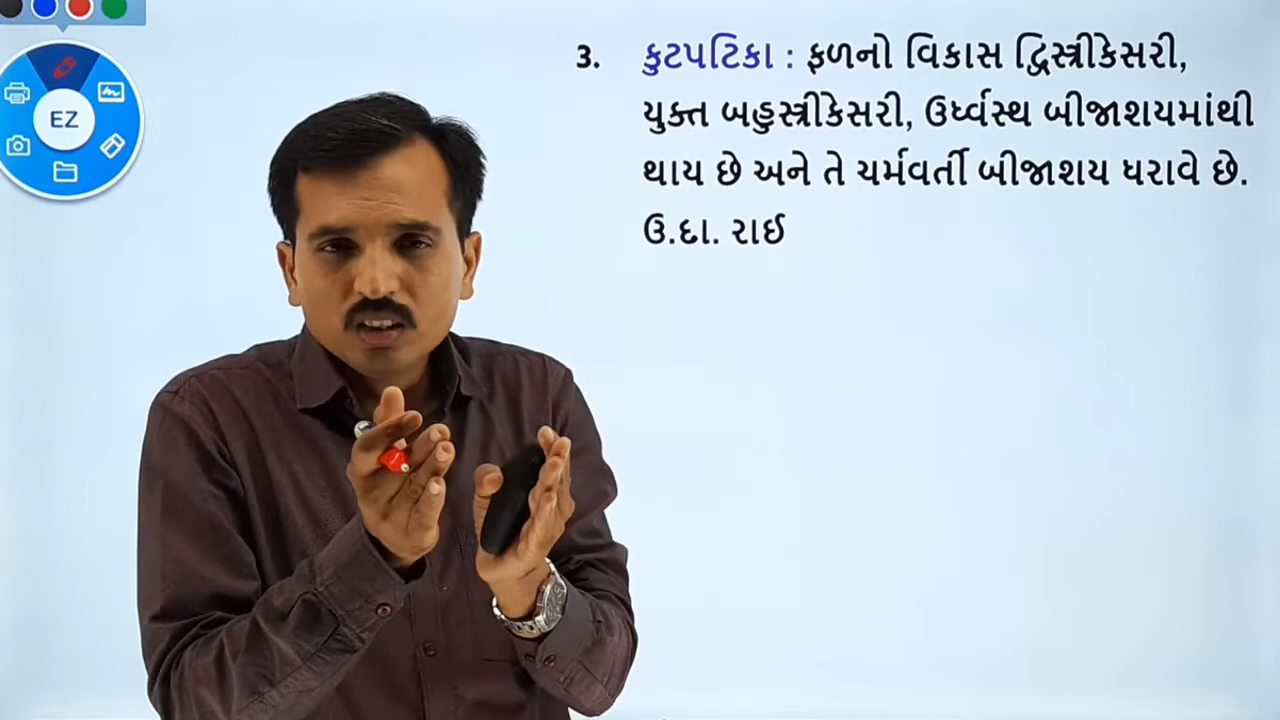 EZ
3. કુટપટિકા : ફળનો વિકાસ દ્વિસ્ત્રીકેસરી,
યુક્ત બહુસ્ત્રીકેસરી, ઉર્ધ્વસ્થ બીજાશયમાંથી
થાય છે અને તે ચર્મવર્તી બીજાશય ધરાવે છે.
ઉ.દા. રાઈ